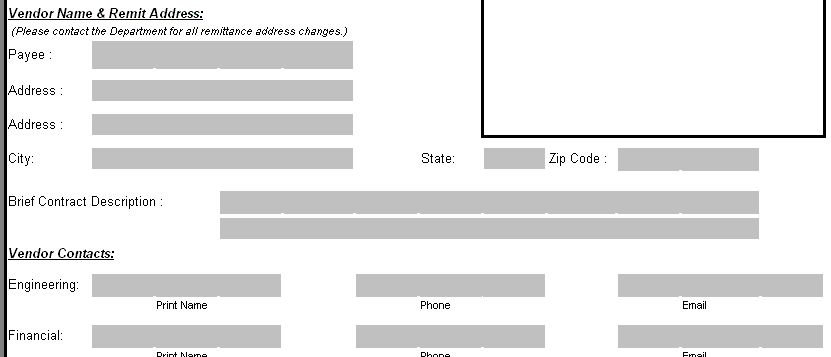 Vendor Name & Remit Address:
(Please contact the Department for all remittance address changes.)
Payee :
Address :
Address :
City: State: Zip Code :
Brief Contract Description :
Vendor Contacts:
Engineering:
Print Name Phone Email
Financial:
Print Name Phone Email